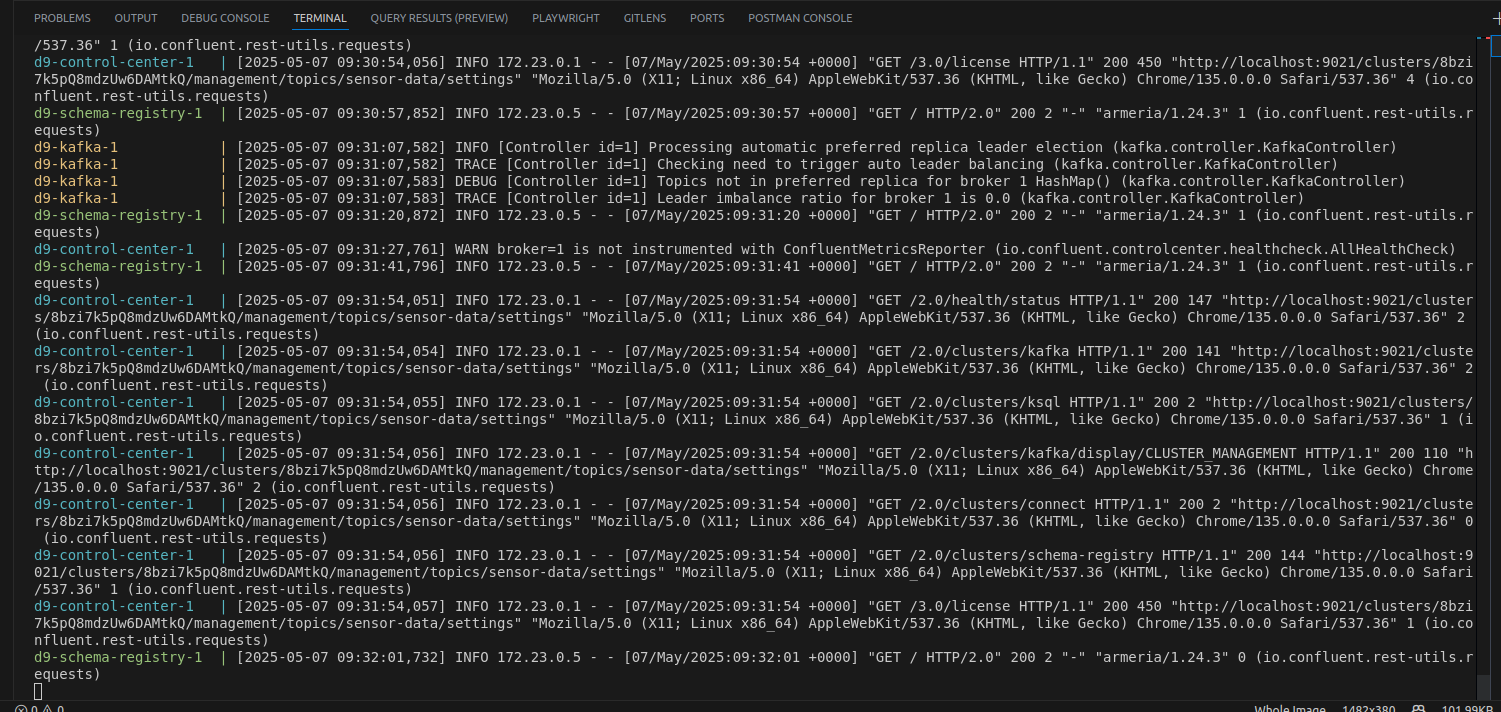 PROBLEMS OUTPUT DEBUG CONSOLE TERMINAL QUERY RESULTS (PREVIEW) PLAYWRIGHT GITLENS PORTS POSTMAN CONSOLE
/537.36" 1 (io.confluent.rest-utils.requests)
d9-control-center-1 | [2025-05-07 09:30:54,056] INFO 172.23.0.1 - - [07/May/2025:09:30:54 +0000] "GET /3.0/license HTTP/1.1" 200 450 "http://localhost:9021/clusters/8bzi
7k5pQ8mdzUw6DAMtkQ/management/topics/sensor-data/settings" "Mozilla/5.0 (X11; Linux x86_64) AppleWebKit/537.36 (KHTML, like Gecko) Chrome/135.0.0.0 Safari/537.36" 4 (io.co
nfluent.rest-utils.requests)
d9-schema-registry-1 | [2025-05-07 09:30:57,852] INFO 172.23.0.5 - - [07/May/2025:09:30:57 +0000] "GET / HTTP/2.0" 200 2 "-" "armeria/1.24.3" 1 (io.confluent.rest-utils.r
equests)
d9-kafka-1 | [2025-05-07 09:31:07,582] INFO [Controller id=1] Processing automatic preferred replica leader election (kafka.controller.KafkaController)
d9-kafka-1 | [2025-05-07 09:31:07,582] TRACE [Controller id=1] Checking need to trigger auto leader balancing (kafka.controller.KafkaController)
d9-kafka-1 | [2025-05-07 09:31:07,583] DEBUG [Controller id=1] Topics not in preferred replica for broker 1 HashMap() (kafka.controller.KafkaController)
d9-kafka-1 | [2025-05-07 09:31:07,583] TRACE [Controller id=1] Leader imbalance ratio for broker 1 is 0.0 (kafka.controller.KafkaController)
d9-schema-registry-1 | [2025-05-07 09:31:20,872] INFO 172.23.0.5 - - [07/May/2025:09:31:20 +0000] "GET / HTTP/2.0" 200 2 "-" "armeria/1.24.3" 1 (io.confluent.rest-utils.r
equests)
d9-control-center-1 | [2025-05-07 09:31:27,761] WARN broker=1 is not instrumented with ConfluentMetricsReporter (io.confluent.controlcenter.healthcheck.AllHealthCheck)
d9-schema-registry-1 | [2025-05-07 09:31:41,796] INFO 172.23.0.5 - - [07/May/2025:09:31:41 +0000] "GET / HTTP/2.0" 200 2 "-" "armeria/1.24.3" 1 (io.confluent.rest-utils.r
equests)
d9-control-center-1 | [2025-05-07 09:31:54,051] INFO 172.23.0.1 - - [07/May/2025:09:31:54 +0000] "GET /2.0/health/status HTTP/1.1" 200 147 "http://localhost:9021/cluster
s/8bzi7k5pQ8mdzUw6DAMtkQ/management/topics/sensor-data/settings" "Mozilla/5.0 (X11; Linux x86_64) AppleWebKit/537.36 (KHTML, like Gecko) Chrome/135.0.0.0 Safari/537.36" 2
(io.confluent.rest-utils.requests)
d9-control-center-1 | [2025-05-07 09:31:54,054] INFO 172.23.0.1 - - [07/May/2025:09:31:54 +0000] "GET /2.0/clusters/kafka HTTP/1.1" 200 141 "http://localhost:9021/cluste
rs/8bzi7k5pQ8mdzUw6DAMtkQ/management/topics/sensor-data/settings" "Mozilla/5.0 (X11; Linux x86_64) AppleWebKit/537.36 (KHTML, like Gecko) Chrome/135.0.0.0 Safari/537.36" 2
(io.confluent.rest-utils.requests)
d9-control-center-1 | [2025-05-07 09:31:54,055] INFO 172.23.0.1 - - [07/May/2025:09:31:54 +0000] "GET /2.0/clusters/ksql HTTP/1.1" 200 2 "http://localhost:9021/clusters/
8bzi7k5pQ8mdzUw6DAMtkQ/management/topics/sensor-data/settings" "Mozilla/5.0 (X11; Linux x86_64) AppleWebKit/537.36 (KHTML, like Gecko) Chrome/135.0.0.0 Safari/537.36" 1 (i
o.confluent.rest-utils.requests)
d9-control-center-1 | [2025-05-07 09:31:54,056] INFO 172.23.0.1 - - [07/May/2025:09:31:54 +0000] "GET /2.0/clusters/kafka/display/CLUSTER_MANAGEMENT HTTP/1.1" 200 110 "h
ttp://localhost:9021/clusters/8bzi7k5pQ8mdzUw6DAMtkQ/management/topics/sensor-data/settings" "Mozilla/5.0 (X11; Linux x86_64) AppleWebKit/537.36 (KHTML, like Gecko) Chrome
/135.0.0.0 Safari/537.36" 2 (io.confluent.rest-utils.requests)
d9-control-center-1 | [2025-05-07 09:31:54,056] INFO 172.23.0.1 - - [07/May/2025:09:31:54 +0000] "GET /2.0/clusters/connect HTTP/1.1" 200 2 "http://localhost:9021/cluste
rs/8bzi7k5pQ8mdzUw6DAMtkQ/management/topics/sensor-data/settings" "Mozilla/5.0 (X11; Linux x86_64) AppleWebKit/537.36 (KHTML, like Gecko) Chrome/135.0.0.0 Safari/537.36" 0
(io.confluent.rest-utils.requests)
d9-control-center-1 | [2025-05-07 09:31:54,056] INFO 172.23.0.1 - - [07/May/2025:09:31:54 +0000] "GET /2.0/clusters/schema-registry HTTP/1.1" 200 144 "http://localhost:9
021/clusters/8bzi7k5pQ8mdzUw6DAMtkQ/management/topics/sensor-data/settings" "Mozilla/5.0 (X11; Linux x86_64) AppleWebKit/537.36 (KHTML, like Gecko) Chrome/135.0.0.0 Safari
/537.36" 1 (io.confluent.rest-utils.requests)
d9-control-center-1 | [2025-05-07 09:31:54,057] INFO 172.23.0.1 - - [07/May/2025:09:31:54 +0000] "GET /3.0/license HTTP/1.1" 200 450 "http://localhost:9021/clusters/8bzi
7k5pQ8mdzUw6DAMtkQ/management/topics/sensor-data/settings" "Mozilla/5.0 (X11; Linux x86_64) AppleWebKit/537.36 (KHTML, like Gecko) Chrome/135.0.0.0 Safari/537.36" 1 (io.co
nfluent.rest-utils.requests)
d9-schema-registry-1 | [2025-05-07 09:32:01,732] INFO 172.23.0.5 - - [07/May/2025:09:32:01 +0000] "GET / HTTP/2.0" 200 2 "-" "armeria/1.24.3" 0 (io.confluent.rest-utils.r
equests)
0 0 Whole Image 1482x380 101.99KB